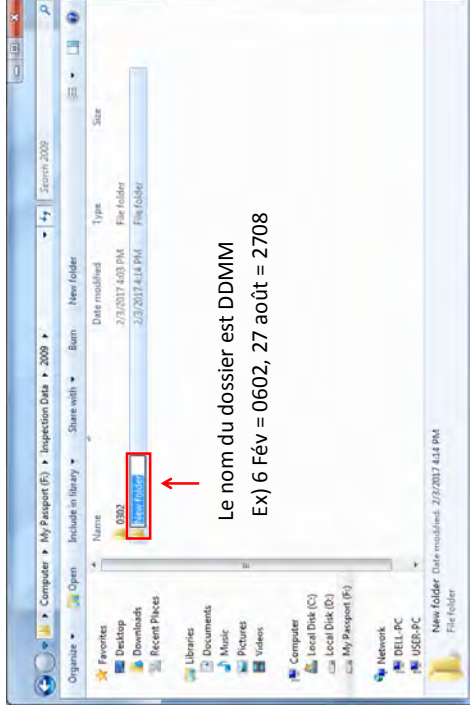 Computer ▸ My Passport (F:) ▸ Inspection Data ▸ 2009 ▸
Search 2009
Organize
Open
Include in library
Share with
Burn
New folder
Favorites
Desktop
Downloads
Recent Places
Libraries
Documents
Music
Pictures
Videos
Computer
Local Disk (C:)
Local Disk (D:)
My Passport (F:)
Network
DELL-PC
USER-PC
Name Date modified Type Size
0302 2/3/2017 4:03 PM File folder
New folder 2/3/2017 4:14 PM File folder
Le nom du dossier est DDMM
Ex) 6 Fév = 0602, 27 août = 2708
New folder Date modified: 2/3/2017 4:14 PM
File folder